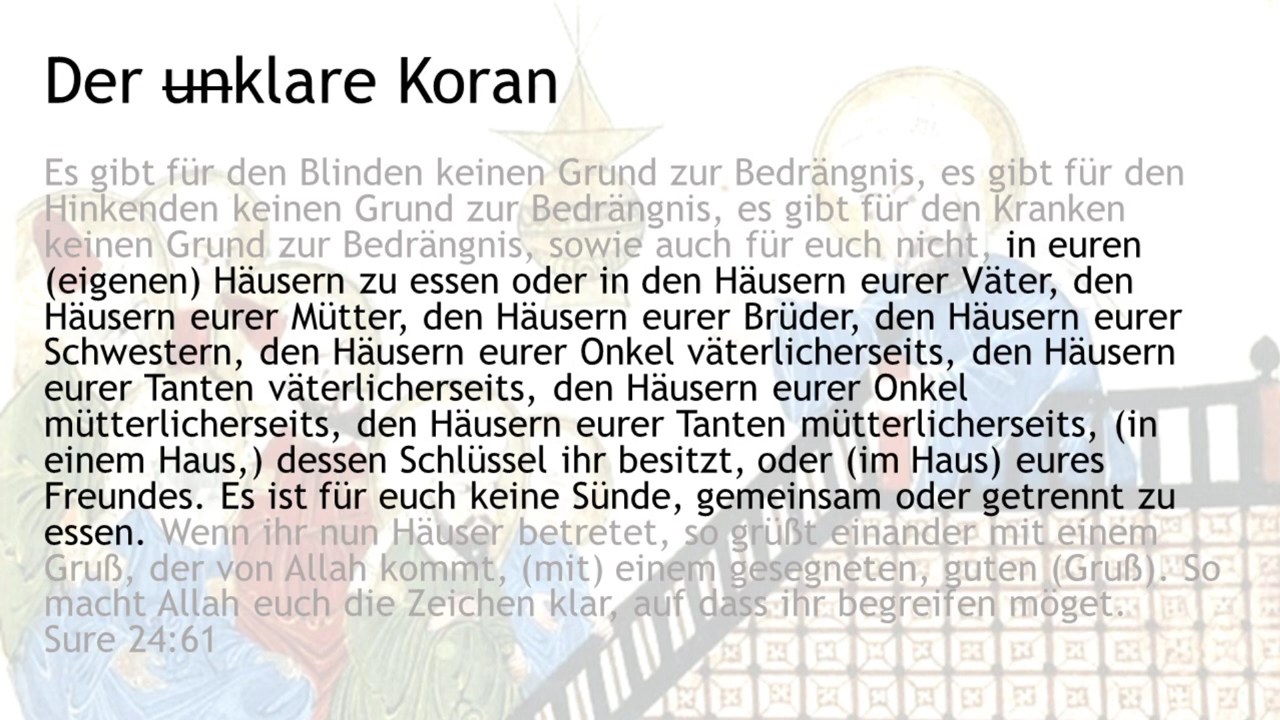 Der unklare Koran
Es gibt für den Blinden keinen Grund zur Bedrängnis, es gibt für den
Hinkenden keinen Grund zur Bedrängnis, es gibt für den Kranken
keinen Grund zur Bedrängnis, sowie auch für euch nicht, in euren
(eigenen) Häusern zu essen oder in den Häusern eurer Väter, den
Häusern eurer Mütter, den Häusern eurer Brüder, den Häusern eurer
Schwestern, den Häusern eurer Onkel väterlicherseits, den Häusern
eurer Tanten väterlicherseits, den Häusern eurer Onkel
mütterlicherseits, den Häusern eurer Tanten mütterlicherseits, (in
einem Haus,) dessen Schlüssel ihr besitzt, oder (im Haus) eures
Freundes. Es ist für euch keine Sünde, gemeinsam oder getrennt zu
essen. Wenn ihr nun Häuser betretet, so grüßt einander mit einem
Gruß, der von Allah kommt, (mit) einem gesegneten, guten (Gruß). So
macht Allah euch die Zeichen klar, auf dass ihr begreifen möget.
Sure 24:61